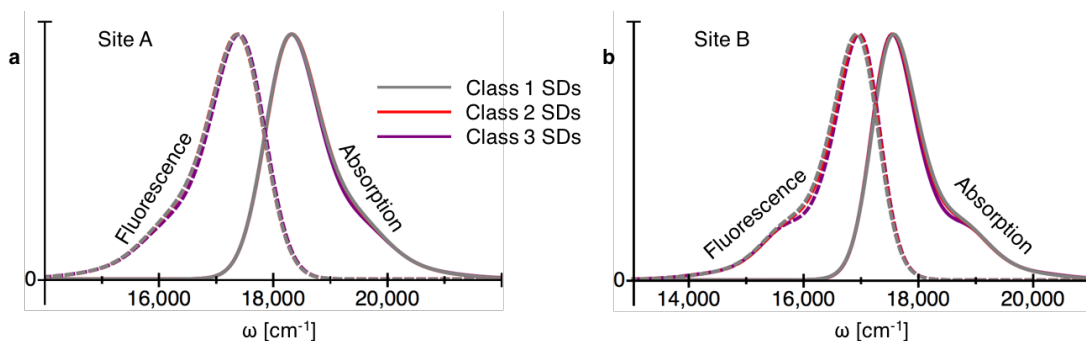 a
Site A
Class 1 SDs
Class 2 SDs
Class 3 SDs
Fluorescence
Absorption
0
16,000 18,000 20,000
ω [cm⁻¹]
b
Site B
Fluorescence
Absorption
0
14,000 16,000 18,000 20,000
ω [cm⁻¹]